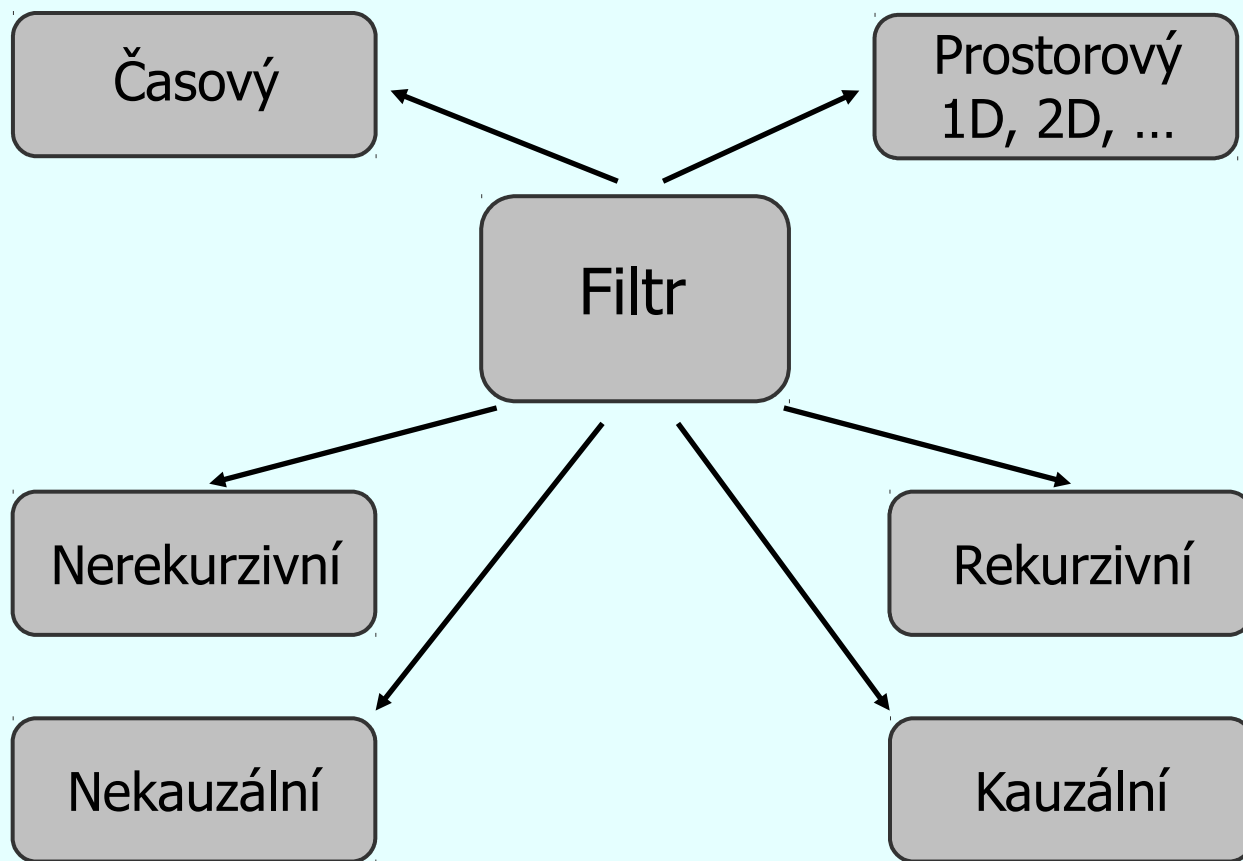 Časový
Prostorový
1D, 2D, ...
Filtr
Nerekurzivní
Rekurzivní
Nekauzální
Kauzální